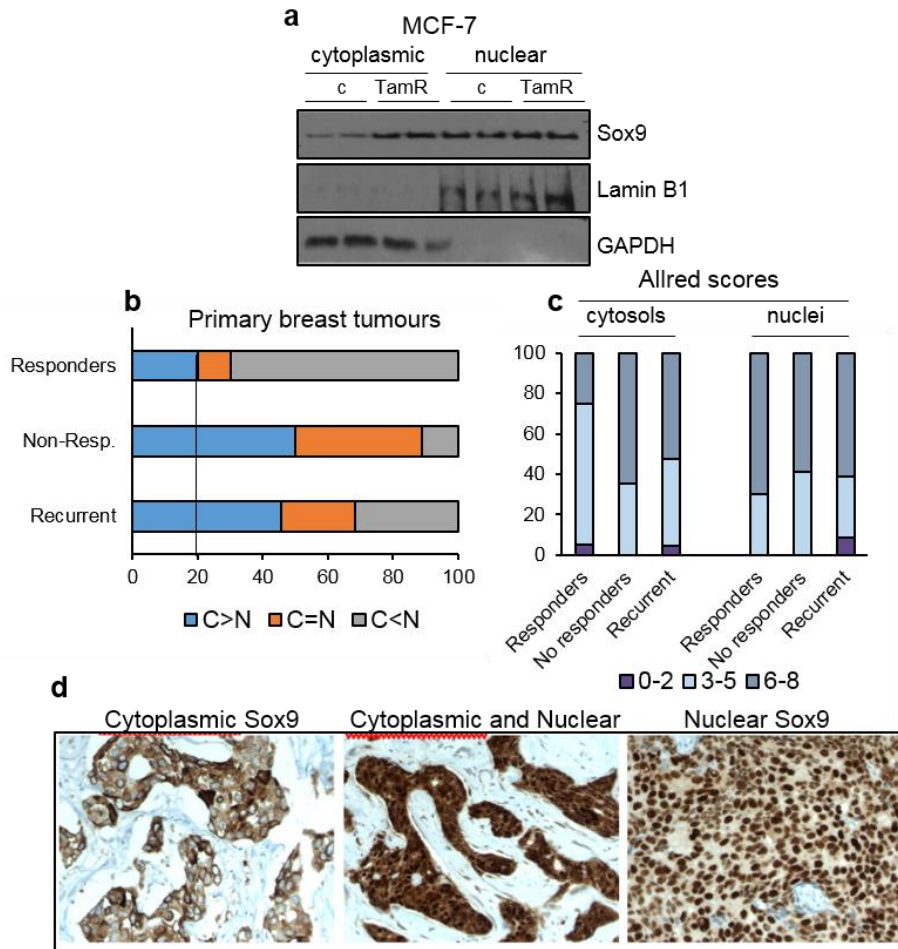 a
MCF-7
cytoplasmic nuclear
c TamR c TamR
Sox9
Lamin B1
GAPDH
b
Primary breast tumours
Responders
Non-Resp.
Recurrent
0 20 40 60 80 100
C>N C=N C<N
c
Allred scores
cytosols nuclei
100
80
60
40
20
0
Responders
No responders
Recurrent
Responders
No responders
Recurrent
0-2 3-5 6-8
d
Cytoplasmic Sox9
Cytoplasmic and Nuclear
Nuclear Sox9